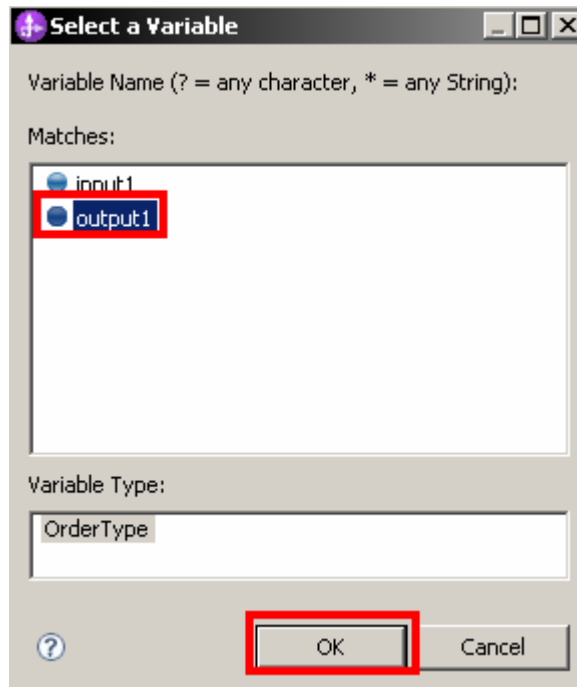 Select a Variable
Variable Name (? = any character, * = any String):
Matches:
input1
output1
Variable Type:
OrderType
? OK Cancel